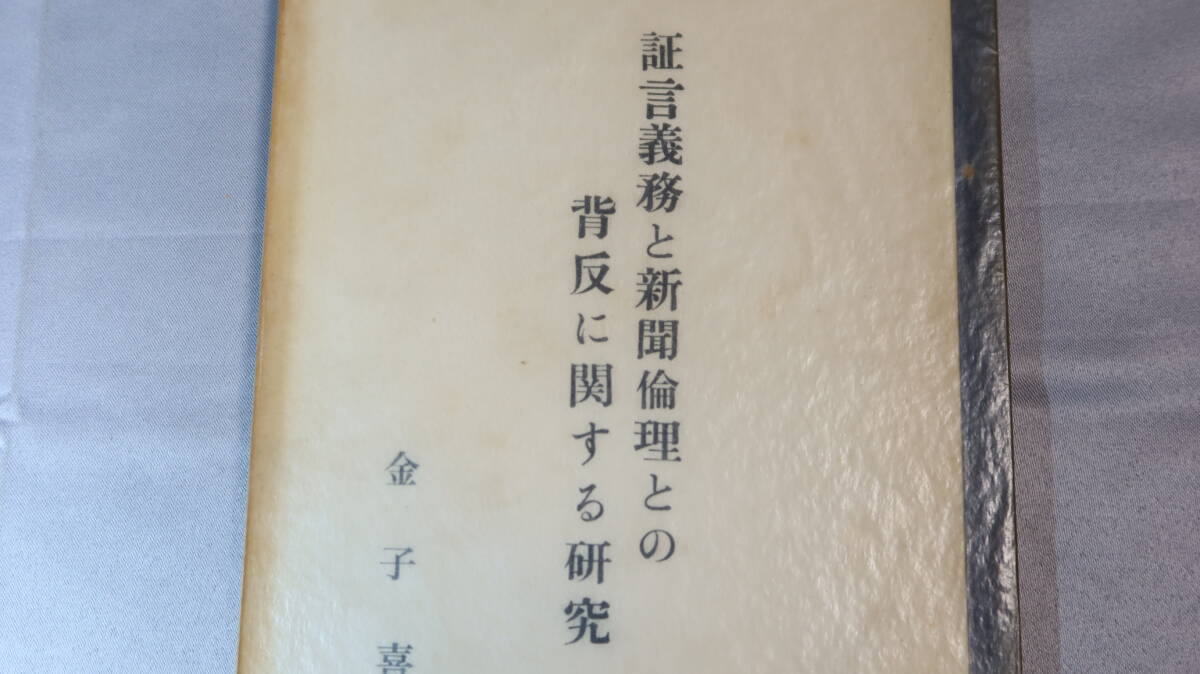 証言義務と新聞倫理との
背反に関する研究
金子喜